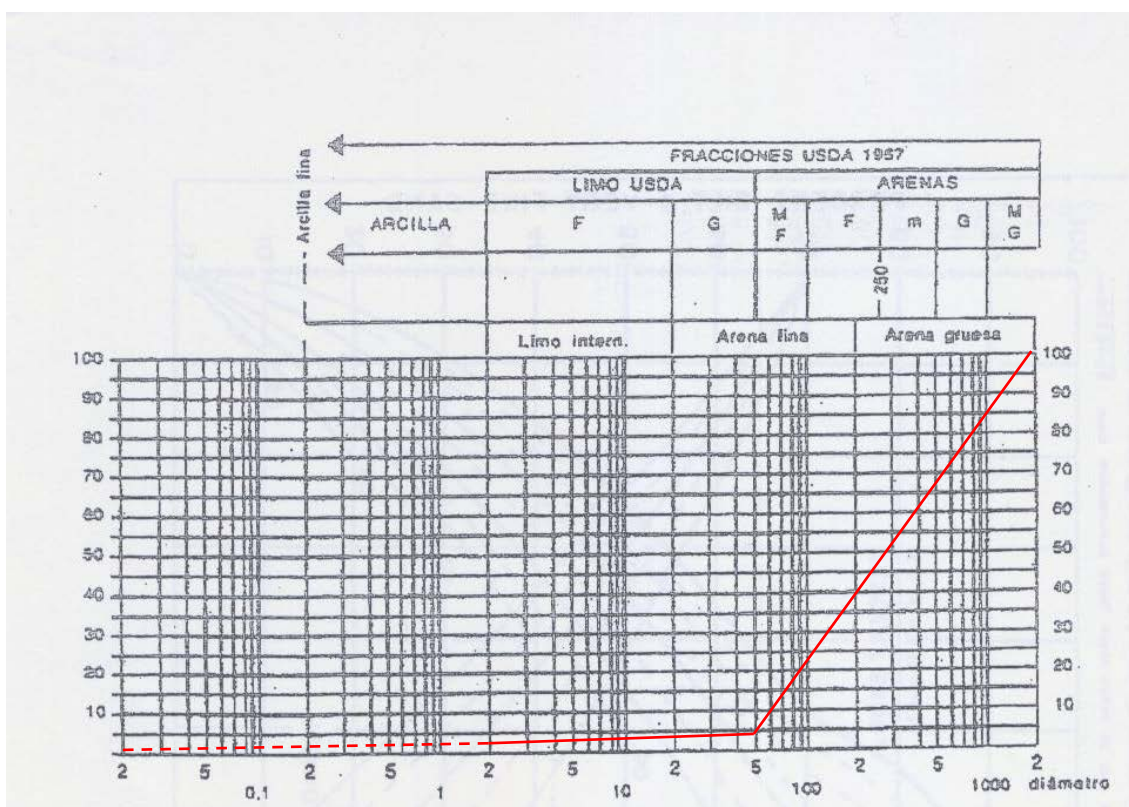 FRACCIONES USDA 1967
LIMO USDA ARENAS
Arcilla fina
ARCILLA F G MF F m G MG
250
Limo intern. Arena fina Arena gruesa
100 100
90 90
80 80
70 70
60 60
50 50
40 40
30 30
20 20
10 10
2 5 2 5 2 5 2 5 2 5 2
0,1 1 10 100 1000 diámetro